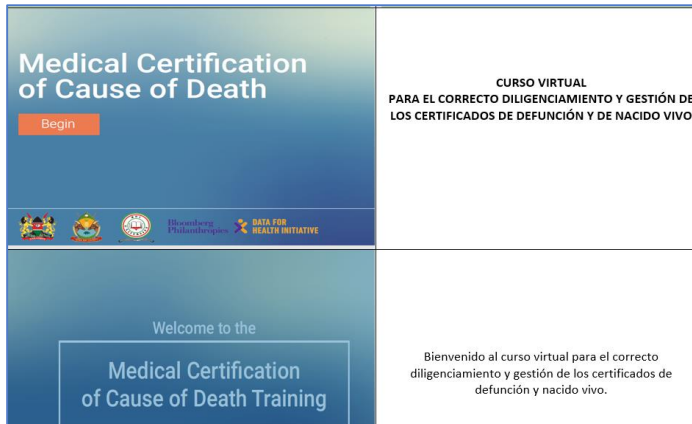 Medical Certification
of Cause of Death
Begin
Bloomberg
Philanthropies
DATA FOR
HEALTH INITIATIVE
CURSO VIRTUAL
PARA EL CORRECTO DILIGENCIAMIENTO Y GESTIÓN DE
LOS CERTIFICADOS DE DEFUNCIÓN Y DE NACIDO VIVO
Welcome to the
Medical Certification
of Cause of Death Training
Bienvenido al curso virtual para el correcto
diligenciamiento y gestión de los certificados de
defunción y nacido vivo.